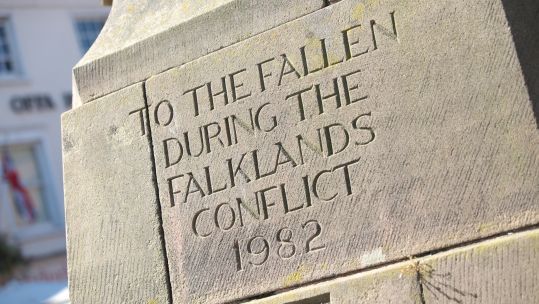 TO THE FALLEN
DURING THE
FALKLANDS
CONFLICT
1982